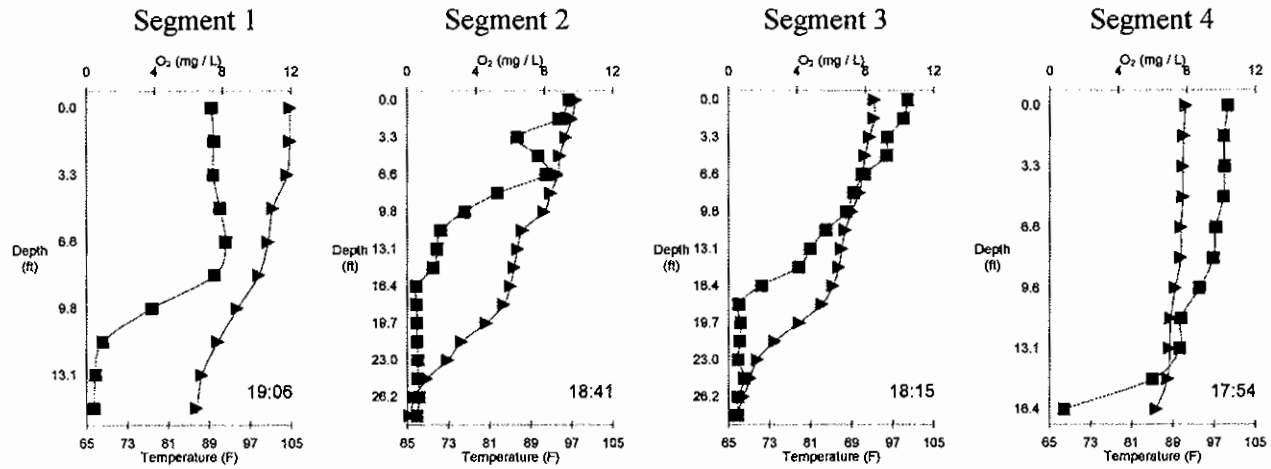 Segment 1
O₂ (mg / L)
0 4 8 12
0.0
3.3
6.8
Depth
(ft)
9.8
13.1
19:06
65 73 81 89 97 105
Temperature (F)
Segment 2
O₂ (mg / L)
0 4 8 12
0.0
3.3
6.6
9.8
Depth
(ft)
13.1
16.4
19.7
23.0
26.2
18:41
65 73 81 89 97 105
Temperature (F)
Segment 3
O₂ (mg / L)
0 4 8 12
0.0
3.3
6.6
9.8
Depth
(ft)
13.1
18.4
19.7
23.0
26.2
18:15
65 73 81 89 97 105
Temperature (F)
Segment 4
O₂ (mg / L)
0 4 8 12
0.0
3.3
6.8
Depth
(ft)
9.6
13.1
16.4
17:54
65 73 81 89 97 105
Temperature (F)